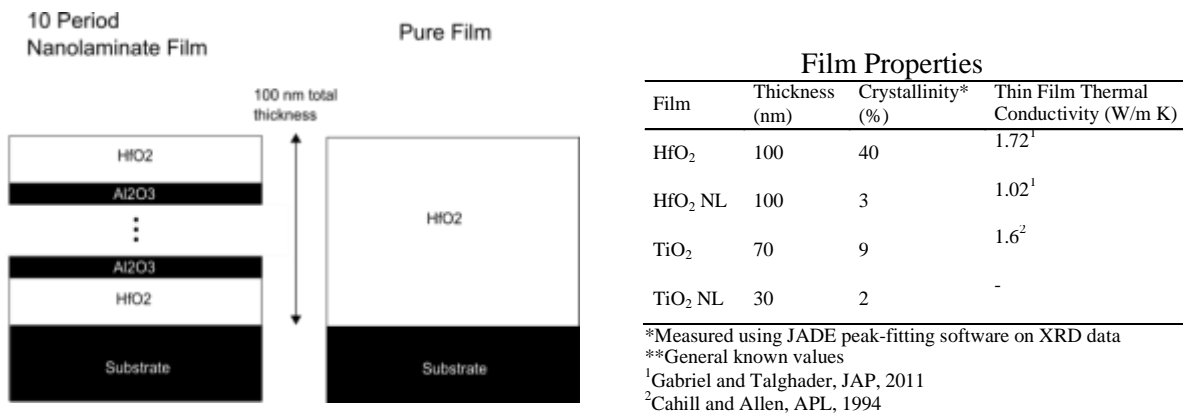 10 Period
Nanolaminate Film
Pure Film
100 nm total
thickness
HfO2
Al2O3
Al2O3
HfO2
Substrate
HfO2
Substrate
Film Properties
Film Thickness (nm) Crystallinity* (%) Thin Film Thermal Conductivity (W/m K)
HfO₂ 100 40 1.72¹
HfO₂ NL 100 3 1.02¹
TiO₂ 70 9 1.6²
TiO₂ NL 30 2 -
*Measured using JADE peak-fitting software on XRD data
**General known values
¹Gabriel and Talghader, JAP, 2011
²Cahill and Allen, APL, 1994